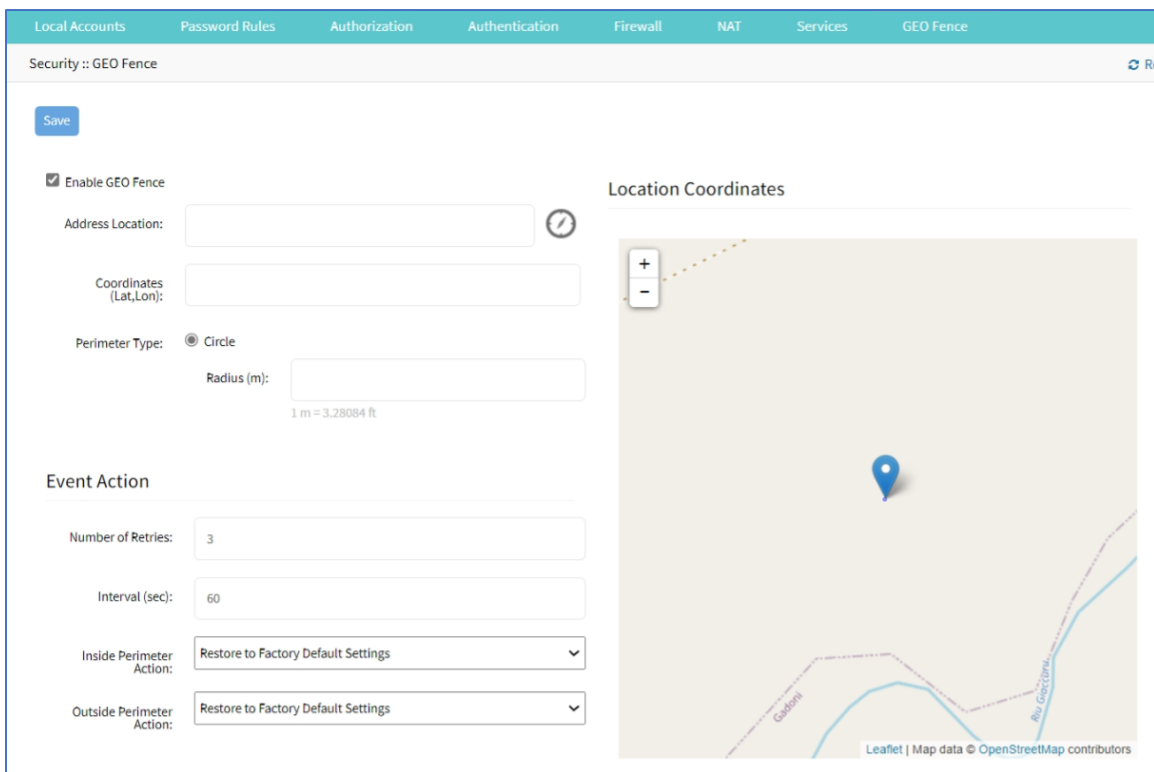 Local Accounts Password Rules Authorization Authentication Firewall NAT Services GEO Fence
Security :: GEO Fence
Save
Enable GEO Fence
Address Location:
Coordinates
(Lat,Lon):
Perimeter Type:
Circle
Radius (m):
1 m = 3.28084 ft
Event Action
Number of Retries:
3
Interval (sec):
60
Inside Perimeter
Action:
Restore to Factory Default Settings
Outside Perimeter
Action:
Restore to Factory Default Settings
Location Coordinates
+
−
Gadoni
Riu Giaccuru
Leaflet | Map data © OpenStreetMap contributors